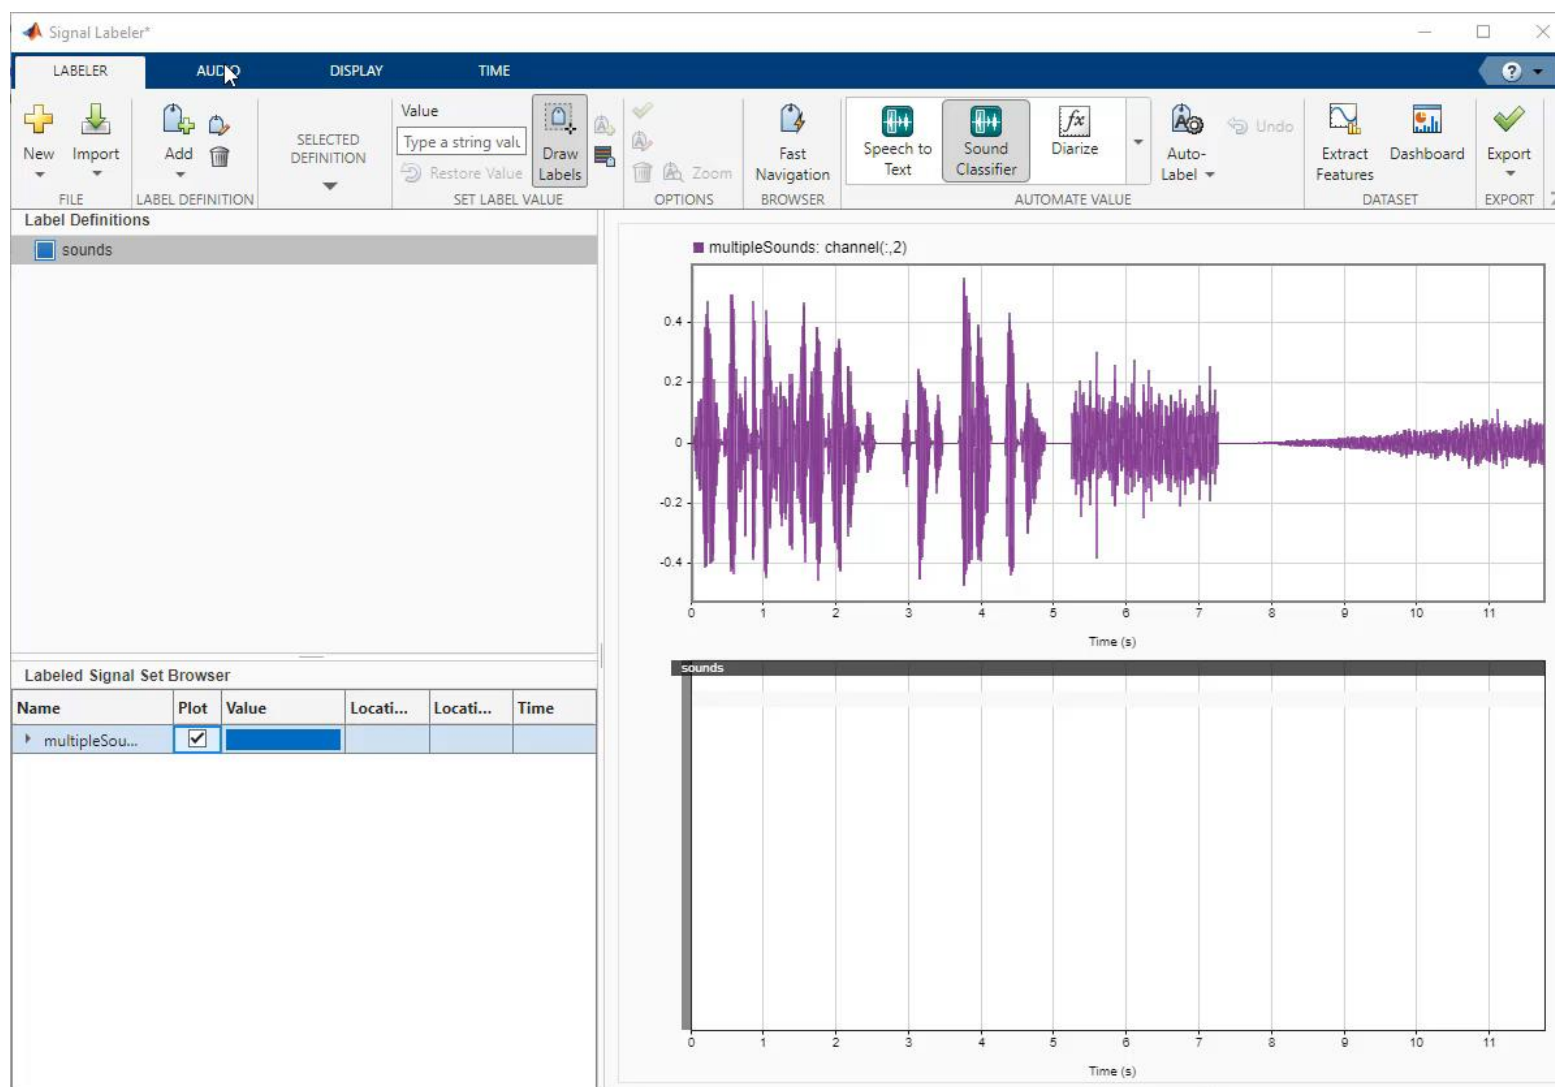 Signal Labeler*
LABELER AUDIO DISPLAY TIME
?
New
Import
FILE
Add
LABEL DEFINITION
SELECTED
DEFINITION
Value
Type a string valu
Restore Value
Draw
Labels
SET LABEL VALUE
Zoom
OPTIONS
Fast
Navigation
BROWSER
Speech to
Text
Sound
Classifier
fx
Diarize
Auto-
Label
Undo
AUTOMATE VALUE
Extract
Features
Dashboard
DATASET
Export
EXPORT
Label Definitions
sounds
Labeled Signal Set Browser
Name Plot Value Locati... Locati... Time
multipleSou...
multipleSounds: channel(:,2)
0.4
0.2
0
-0.2
-0.4
0 1 2 3 4 5 6 7 8 9 10 11
Time (s)
sounds
0 1 2 3 4 5 6 7 8 9 10 11
Time (s)